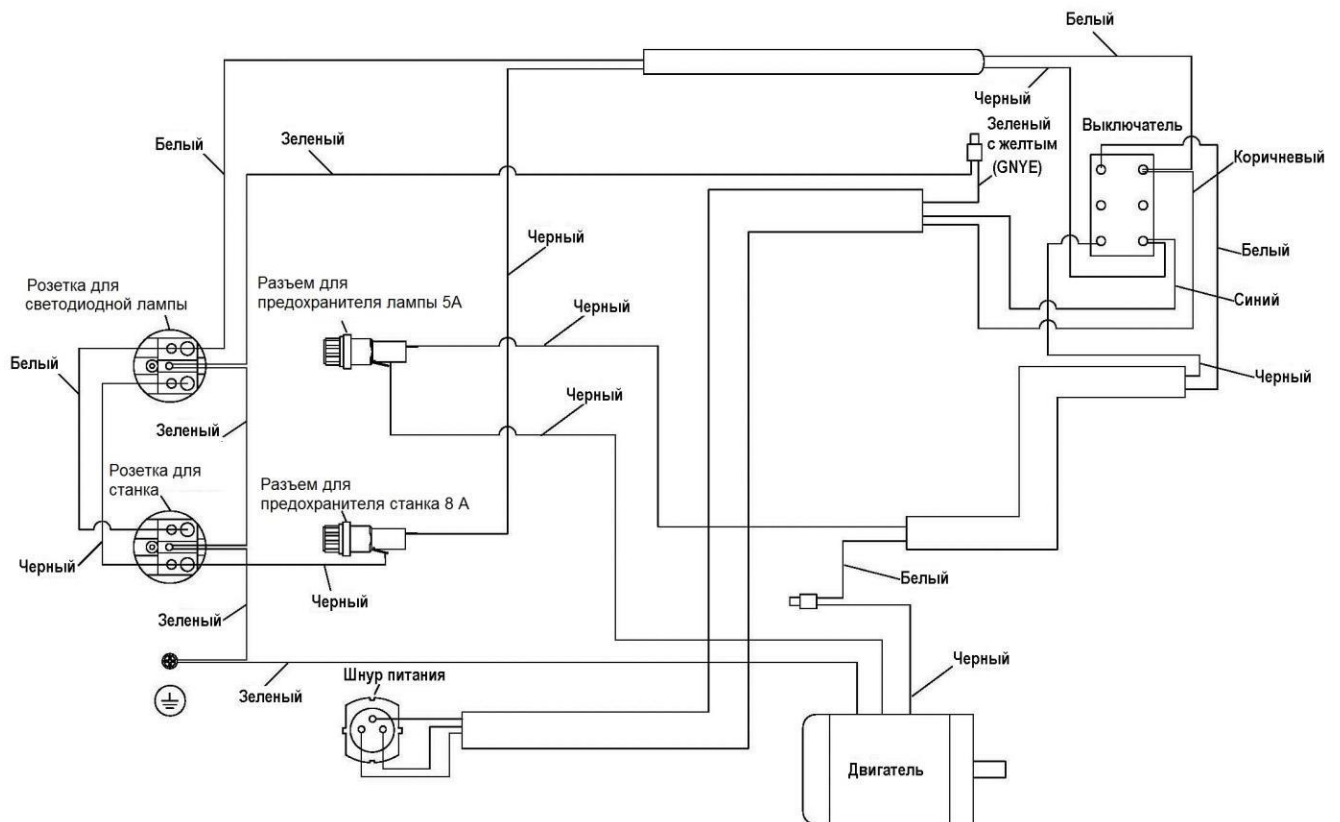 Белый
Черный
Зеленый
с желтым
(GNYE)
Выключатель
Зеленый
Белый
Коричневый
Черный
Белый
Розетка для
светодиодной лампы
Разъем для
предохранителя лампы 5А
Черный
Синий
Белый
Черный
Черный
Зеленый
Розетка для
станка
Разъем для
предохранителя станка 8 А
Черный
Белый
Черный
Зеленый
Черный
Зеленый
Шнур питания
Двигатель